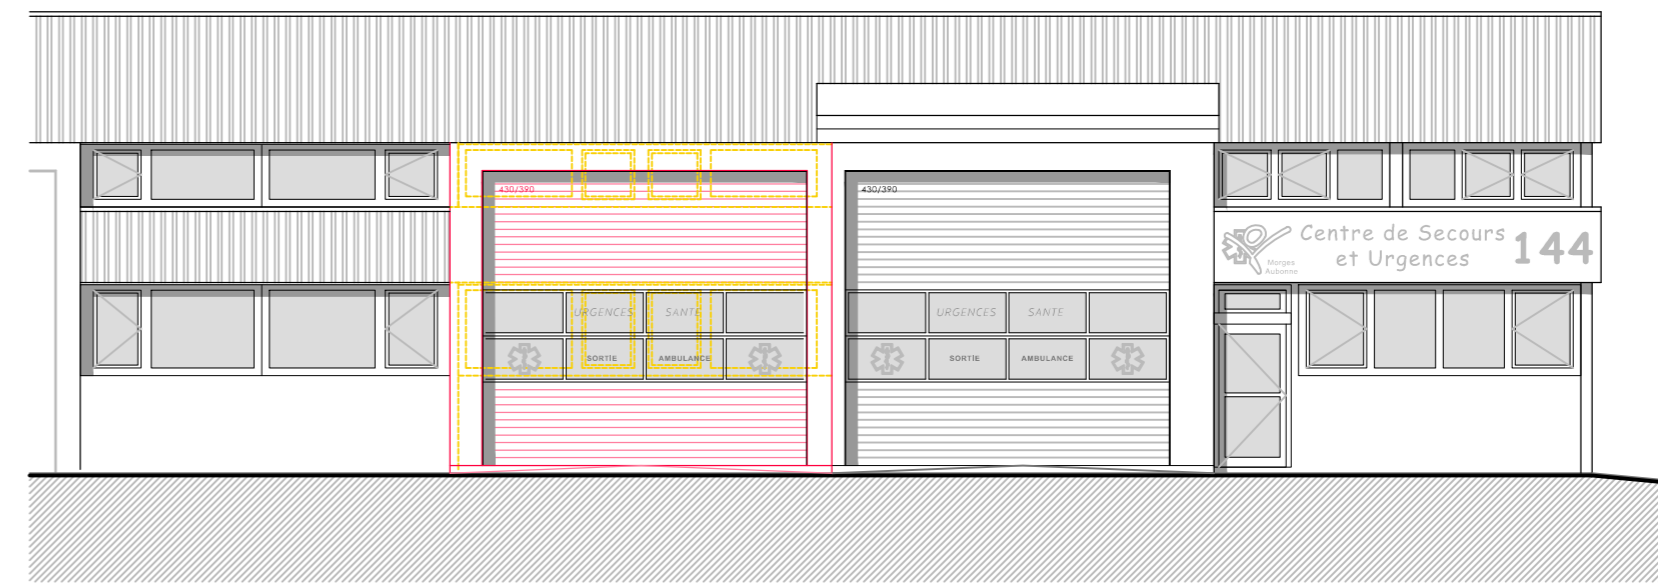 430/390
430/390
Centre de Secours
et Urgences
144
Morges
Aubonne
URGENCES SANTE
URGENCES SANTE
SORTIE AMBULANCE
SORTIE AMBULANCE